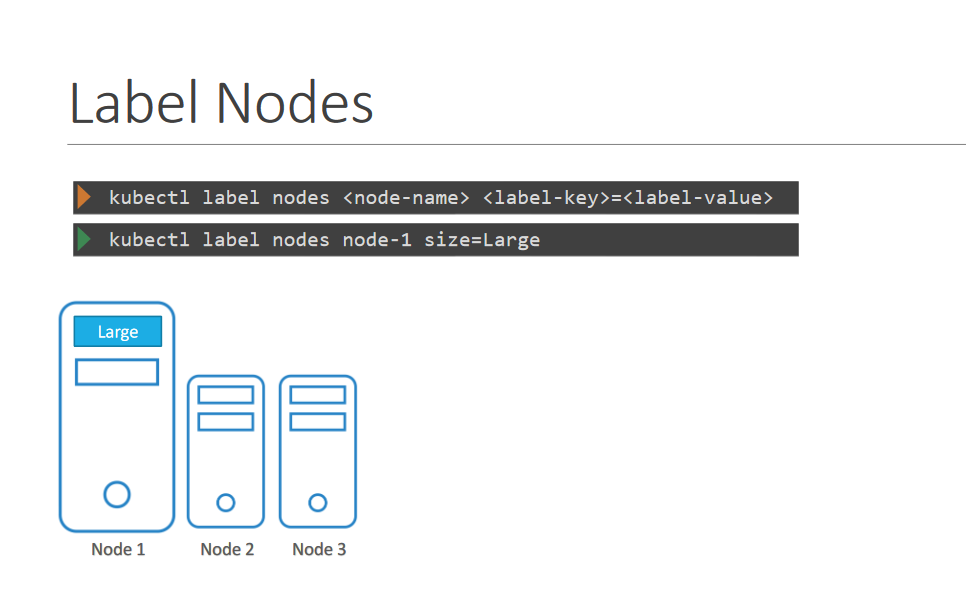 Label Nodes
kubectl label nodes <node-name> <label-key>=<label-value>
kubectl label nodes node-1 size=Large
Large
Node 1
Node 2
Node 3